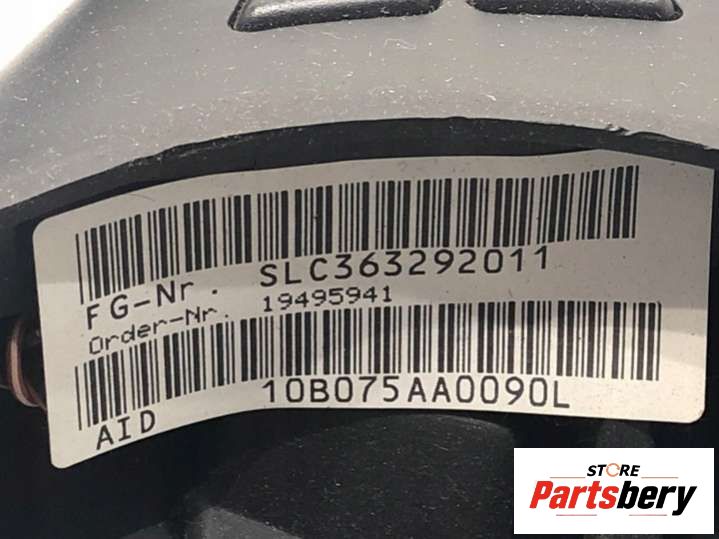 FG-Nr. SLC363292011
Order-Nr. 19495941
AID 10B075AA0090L
STORE
Partsbery